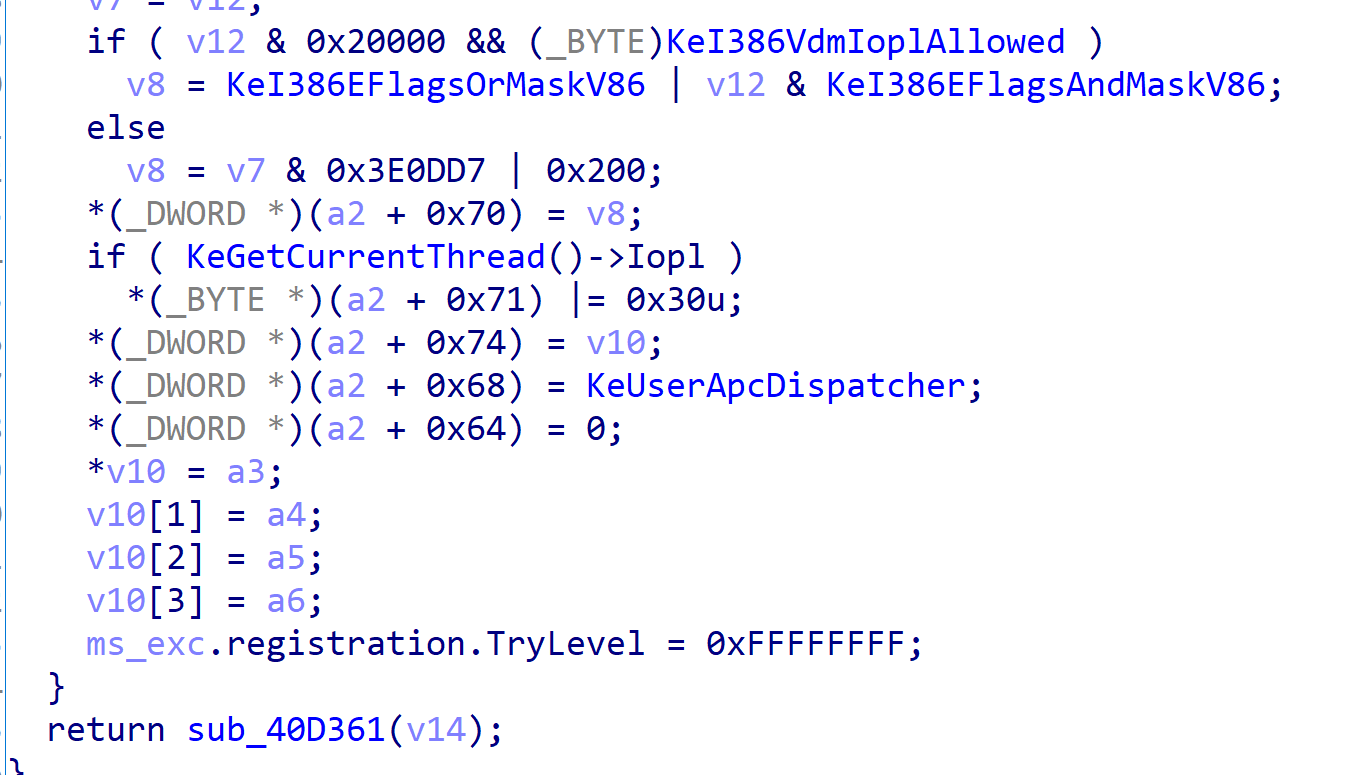 v7 = v12;
if ( v12 & 0x20000 && (_BYTE)KeI386VdmIoplAllowed )
v8 = KeI386EFlagsOrMaskV86 | v12 & KeI386EFlagsAndMaskV86;
else
v8 = v7 & 0x3E0DD7 | 0x200;
*(_DWORD *)(a2 + 0x70) = v8;
if ( KeGetCurrentThread()->Iopl )
*(_BYTE *)(a2 + 0x71) |= 0x30u;
*(_DWORD *)(a2 + 0x74) = v10;
*(_DWORD *)(a2 + 0x68) = KeUserApcDispatcher;
*(_DWORD *)(a2 + 0x64) = 0;
*v10 = a3;
v10[1] = a4;
v10[2] = a5;
v10[3] = a6;
ms_exc.registration.TryLevel = 0xFFFFFFFF;
}
return sub_40D361(v14);
}